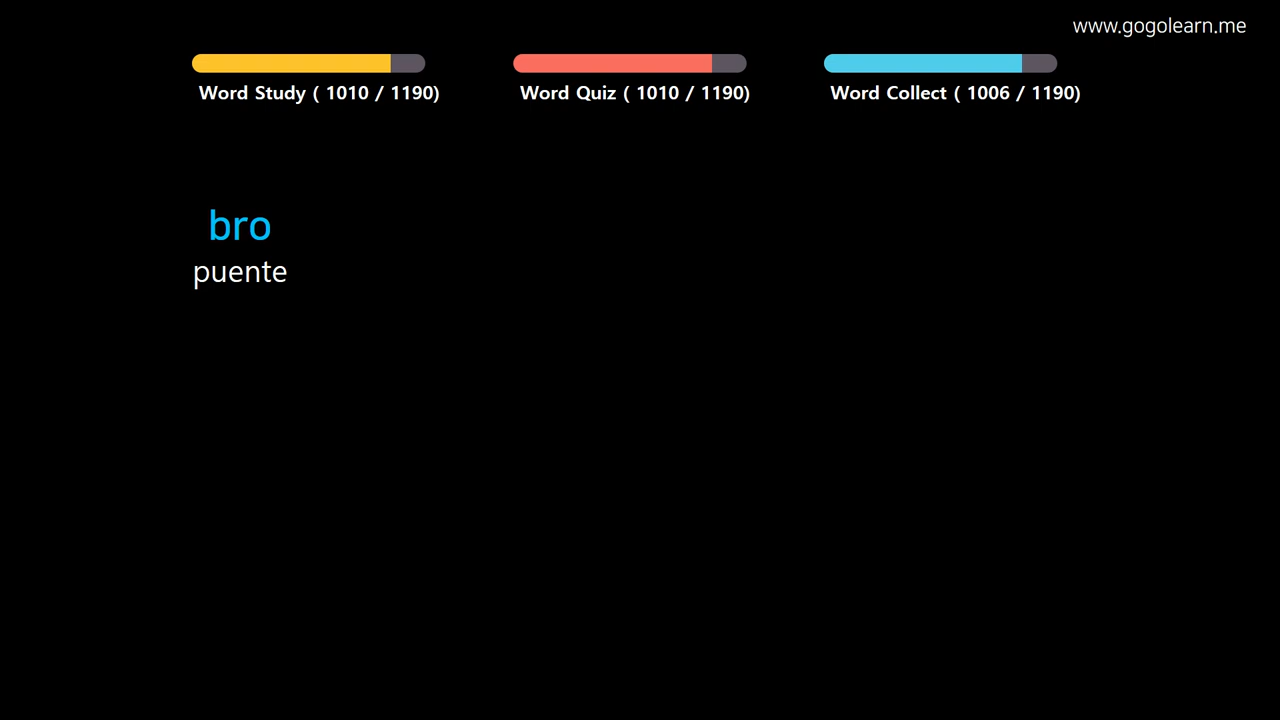 www.gogolearn.me
Word Study ( 1010 / 1190)
Word Quiz ( 1010 / 1190)
Word Collect ( 1006 / 1190)
bro
puente